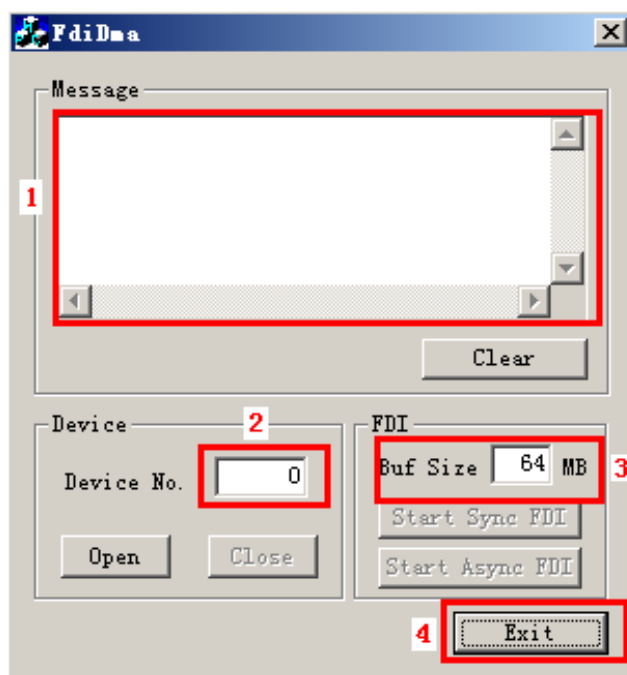 FdiDma
Message
1
Clear
Device
2
FDI
Device No.
0
Buf Size
64
MB
3
Start Sync FDI
Open
Close
Start Async FDI
4
Exit